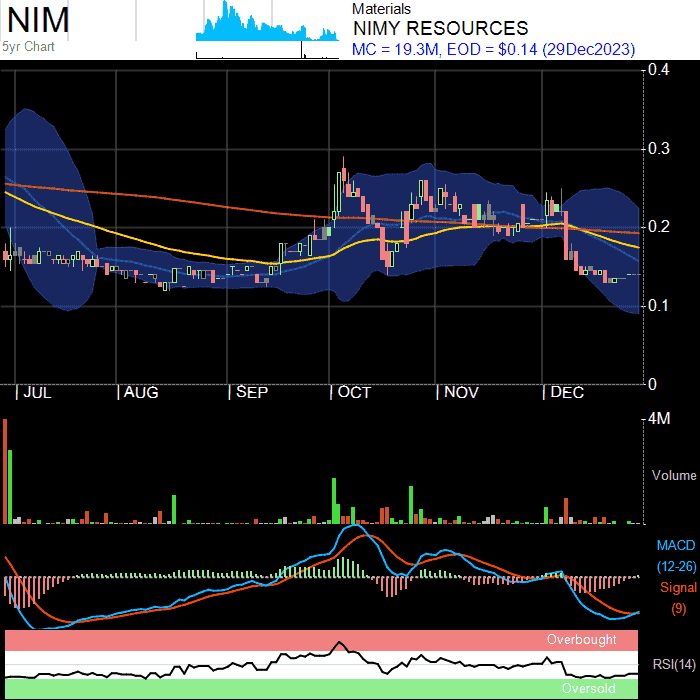 NIM
5yr Chart
Materials
NIMY RESOURCES
MC = 19.3M, EOD = $0.14 (29Dec2023)
0.4
0.3
0.2
0.1
0
JUL AUG SEP OCT NOV DEC
4M
Volume
MACD
(12-26)
Signal
(9)
Overbought
RSI(14)
Oversold